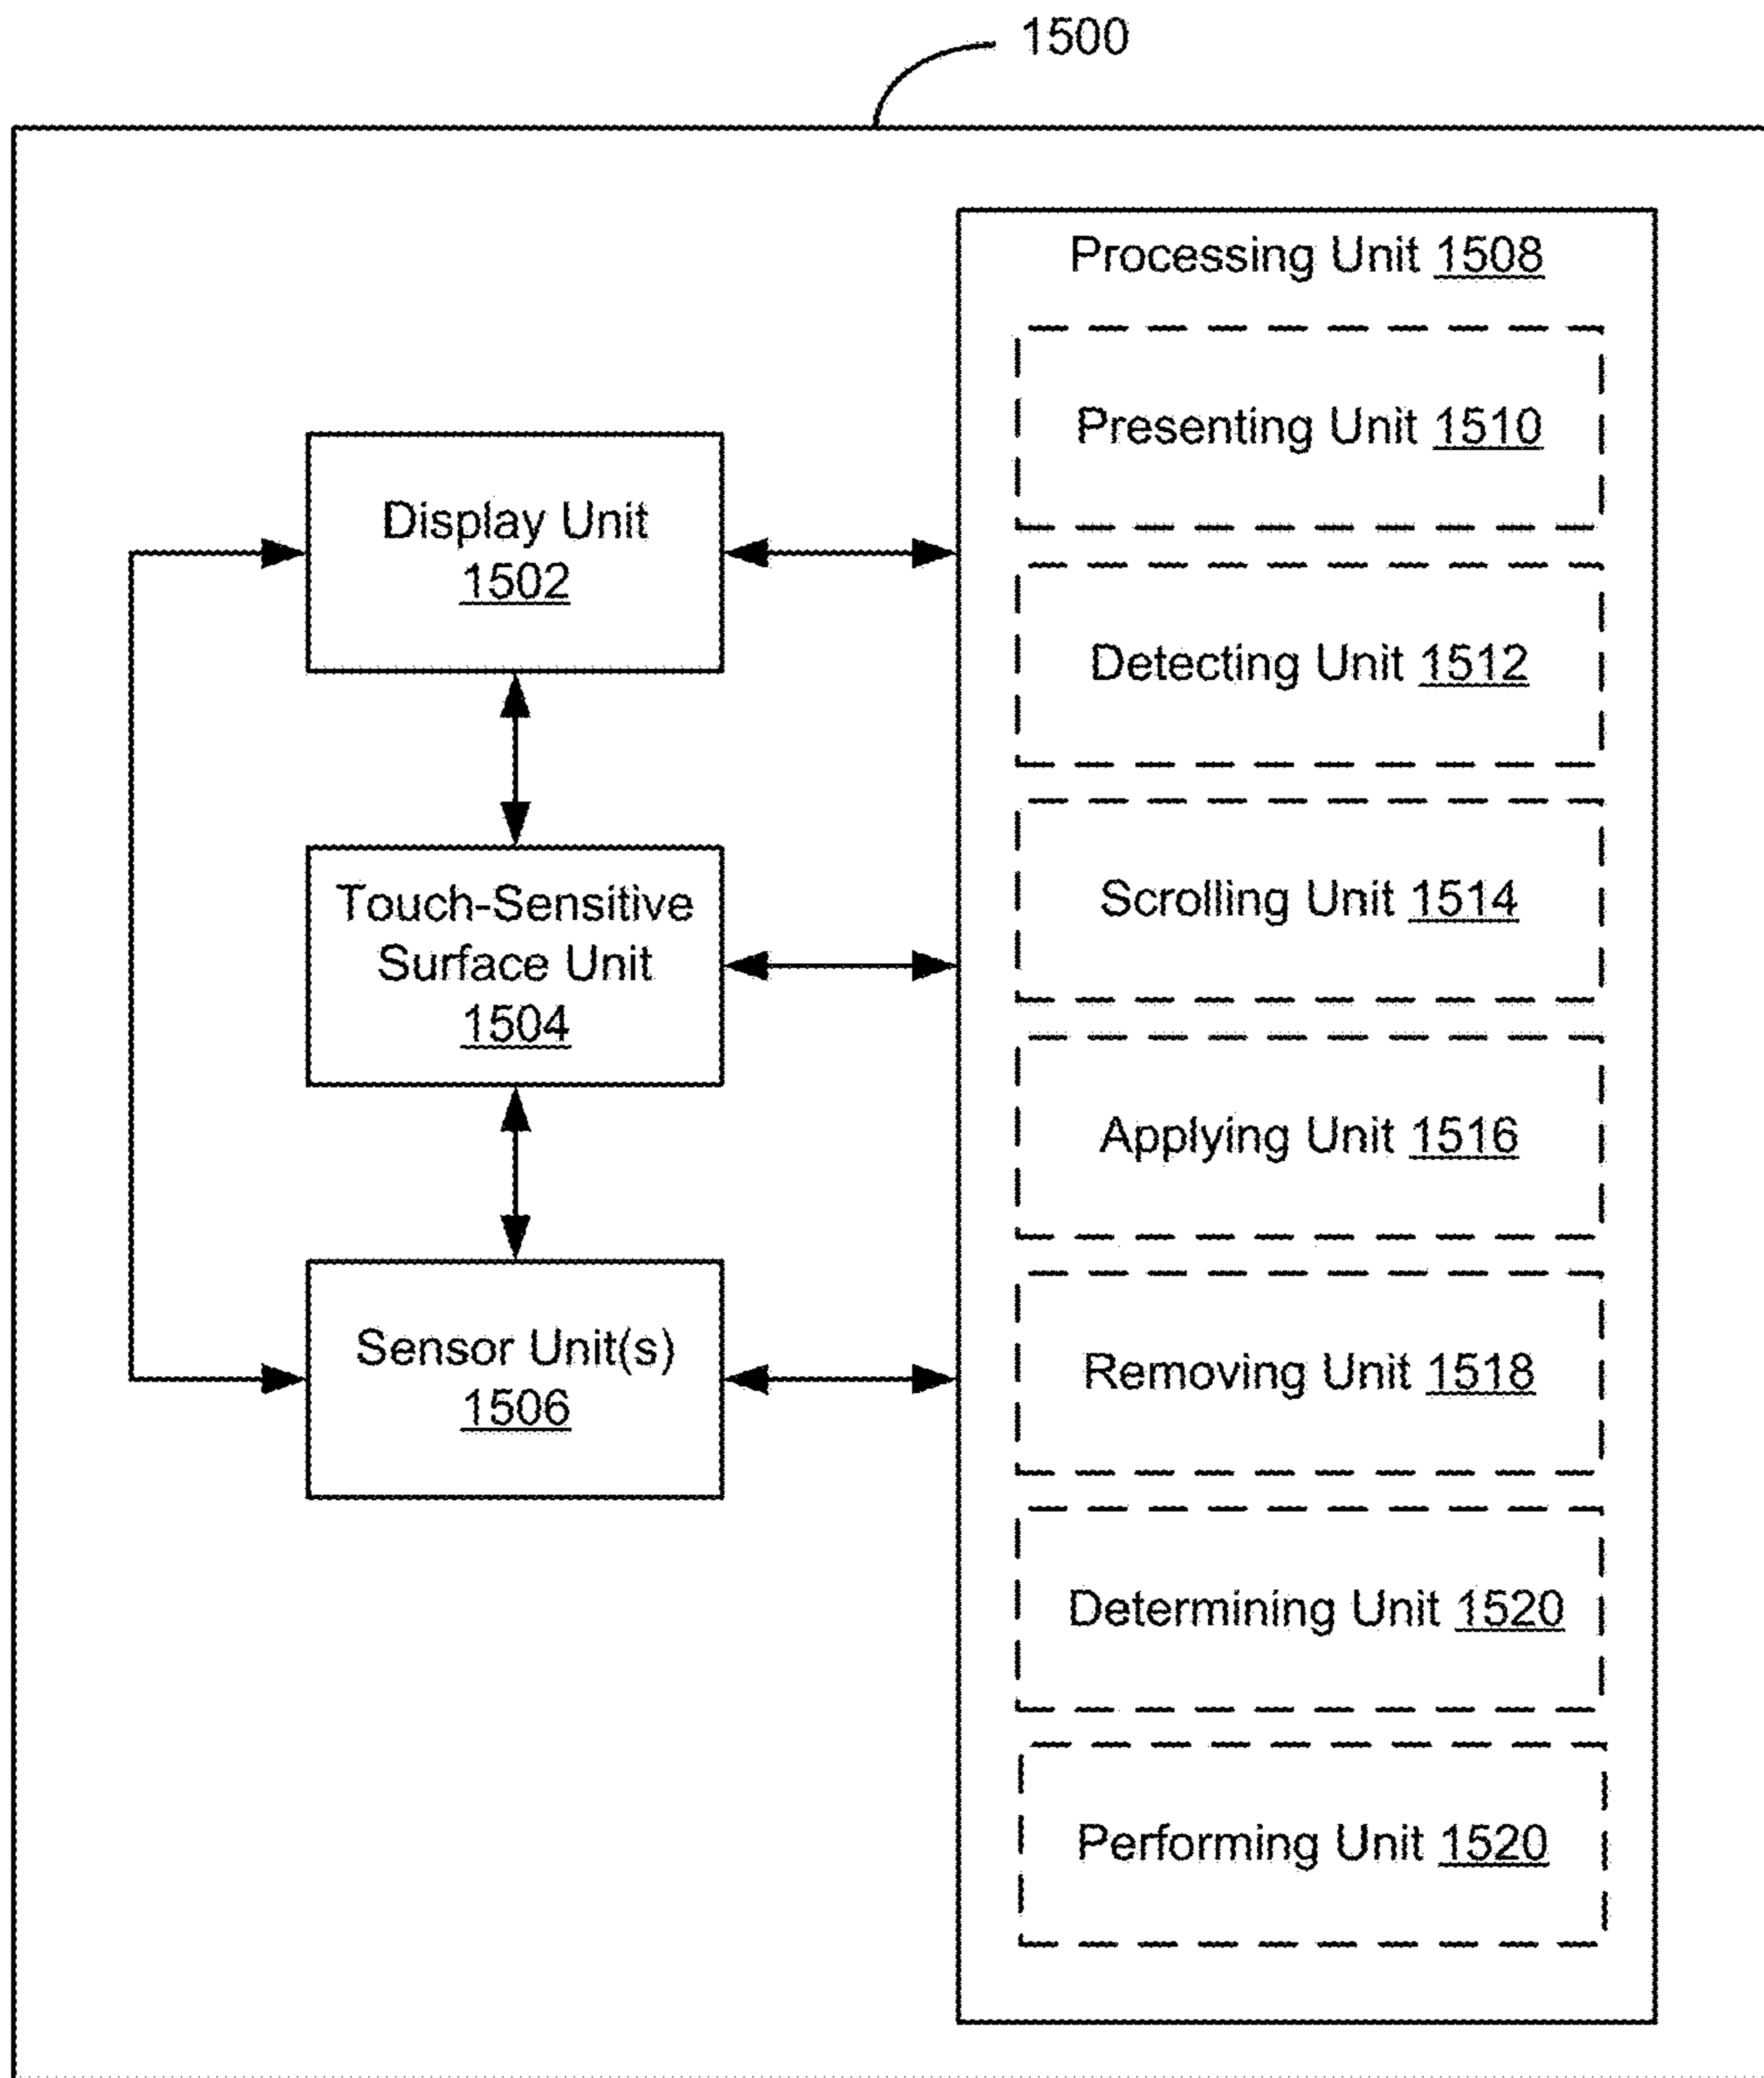 1500
Processing Unit 1508
Presenting Unit 1510
Display Unit
1502
Detecting Unit 1512
Touch-Sensitive
Surface Unit
1504
Scrolling Unit 1514
Applying Unit 1516
Sensor Unit(s)
1506
Removing Unit 1518
Determining Unit 1520
Performing Unit 1520